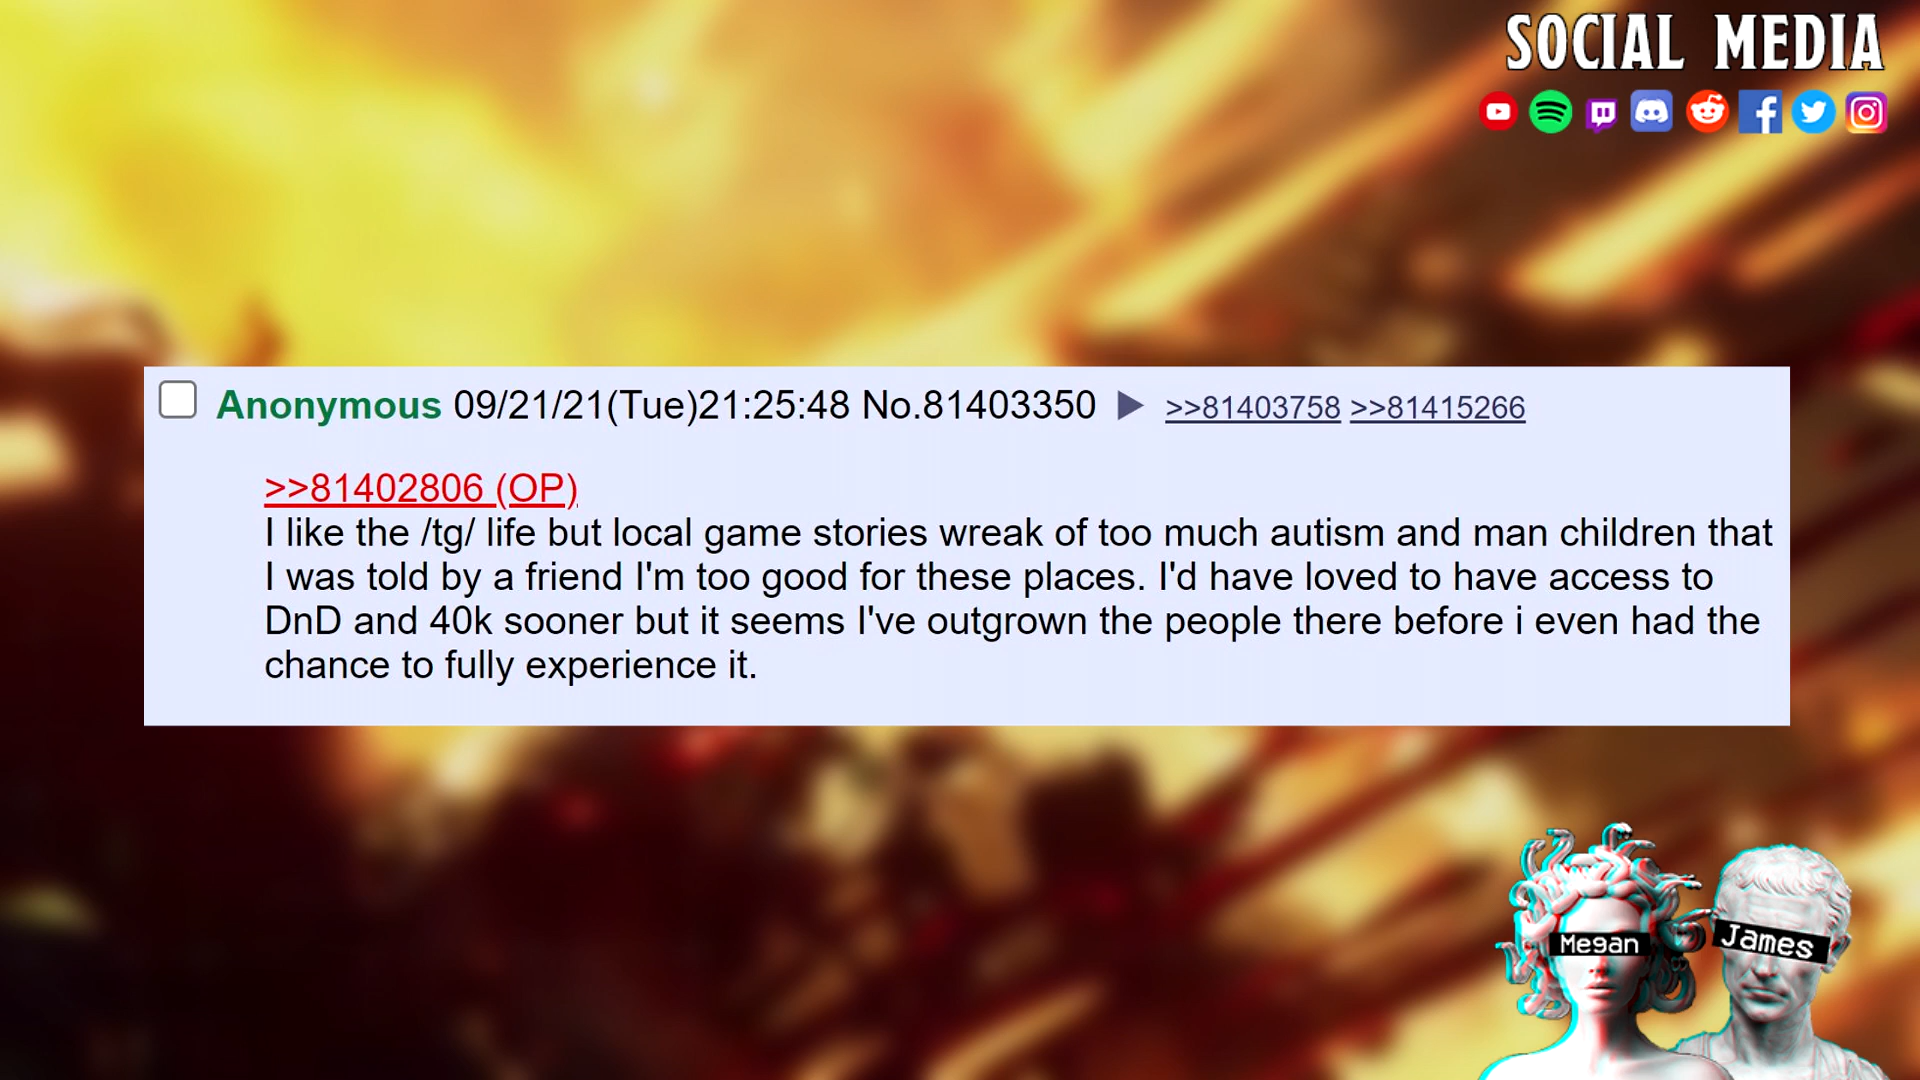 SOCIAL MEDIA
Anonymous 09/21/21(Tue)21:25:48 No.81403350 ▶ >>81403758 >>81415266
>>81402806 (OP)
I like the /tg/ life but local game stories wreak of too much autism and man children that
I was told by a friend I'm too good for these places. I'd have loved to have access to
DnD and 40k sooner but it seems I've outgrown the people there before i even had the
chance to fully experience it.
Megan
James